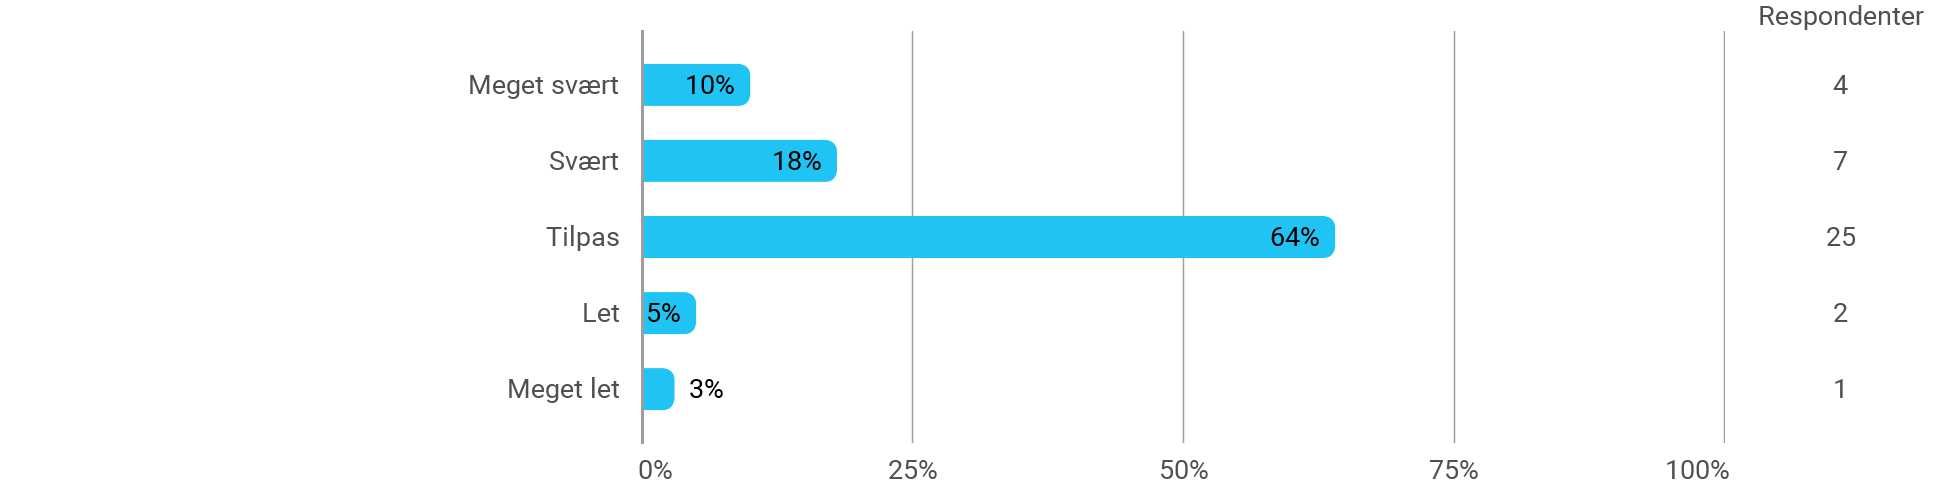 Respondenter
Meget svært 10% 4
Svært 18% 7
Tilpas 64% 25
Let 5% 2
Meget let 3% 1
0% 25% 50% 75% 100%